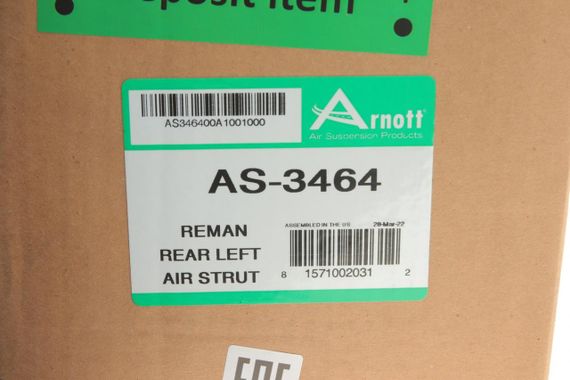 eposit item
AS346400A1001000
Arnott
Air Suspension Products
AS-3464
REMAN
REAR LEFT
AIR STRUT
ASSEMBLED IN THE US 28-Mar-22
8 1571002031 2
EAC